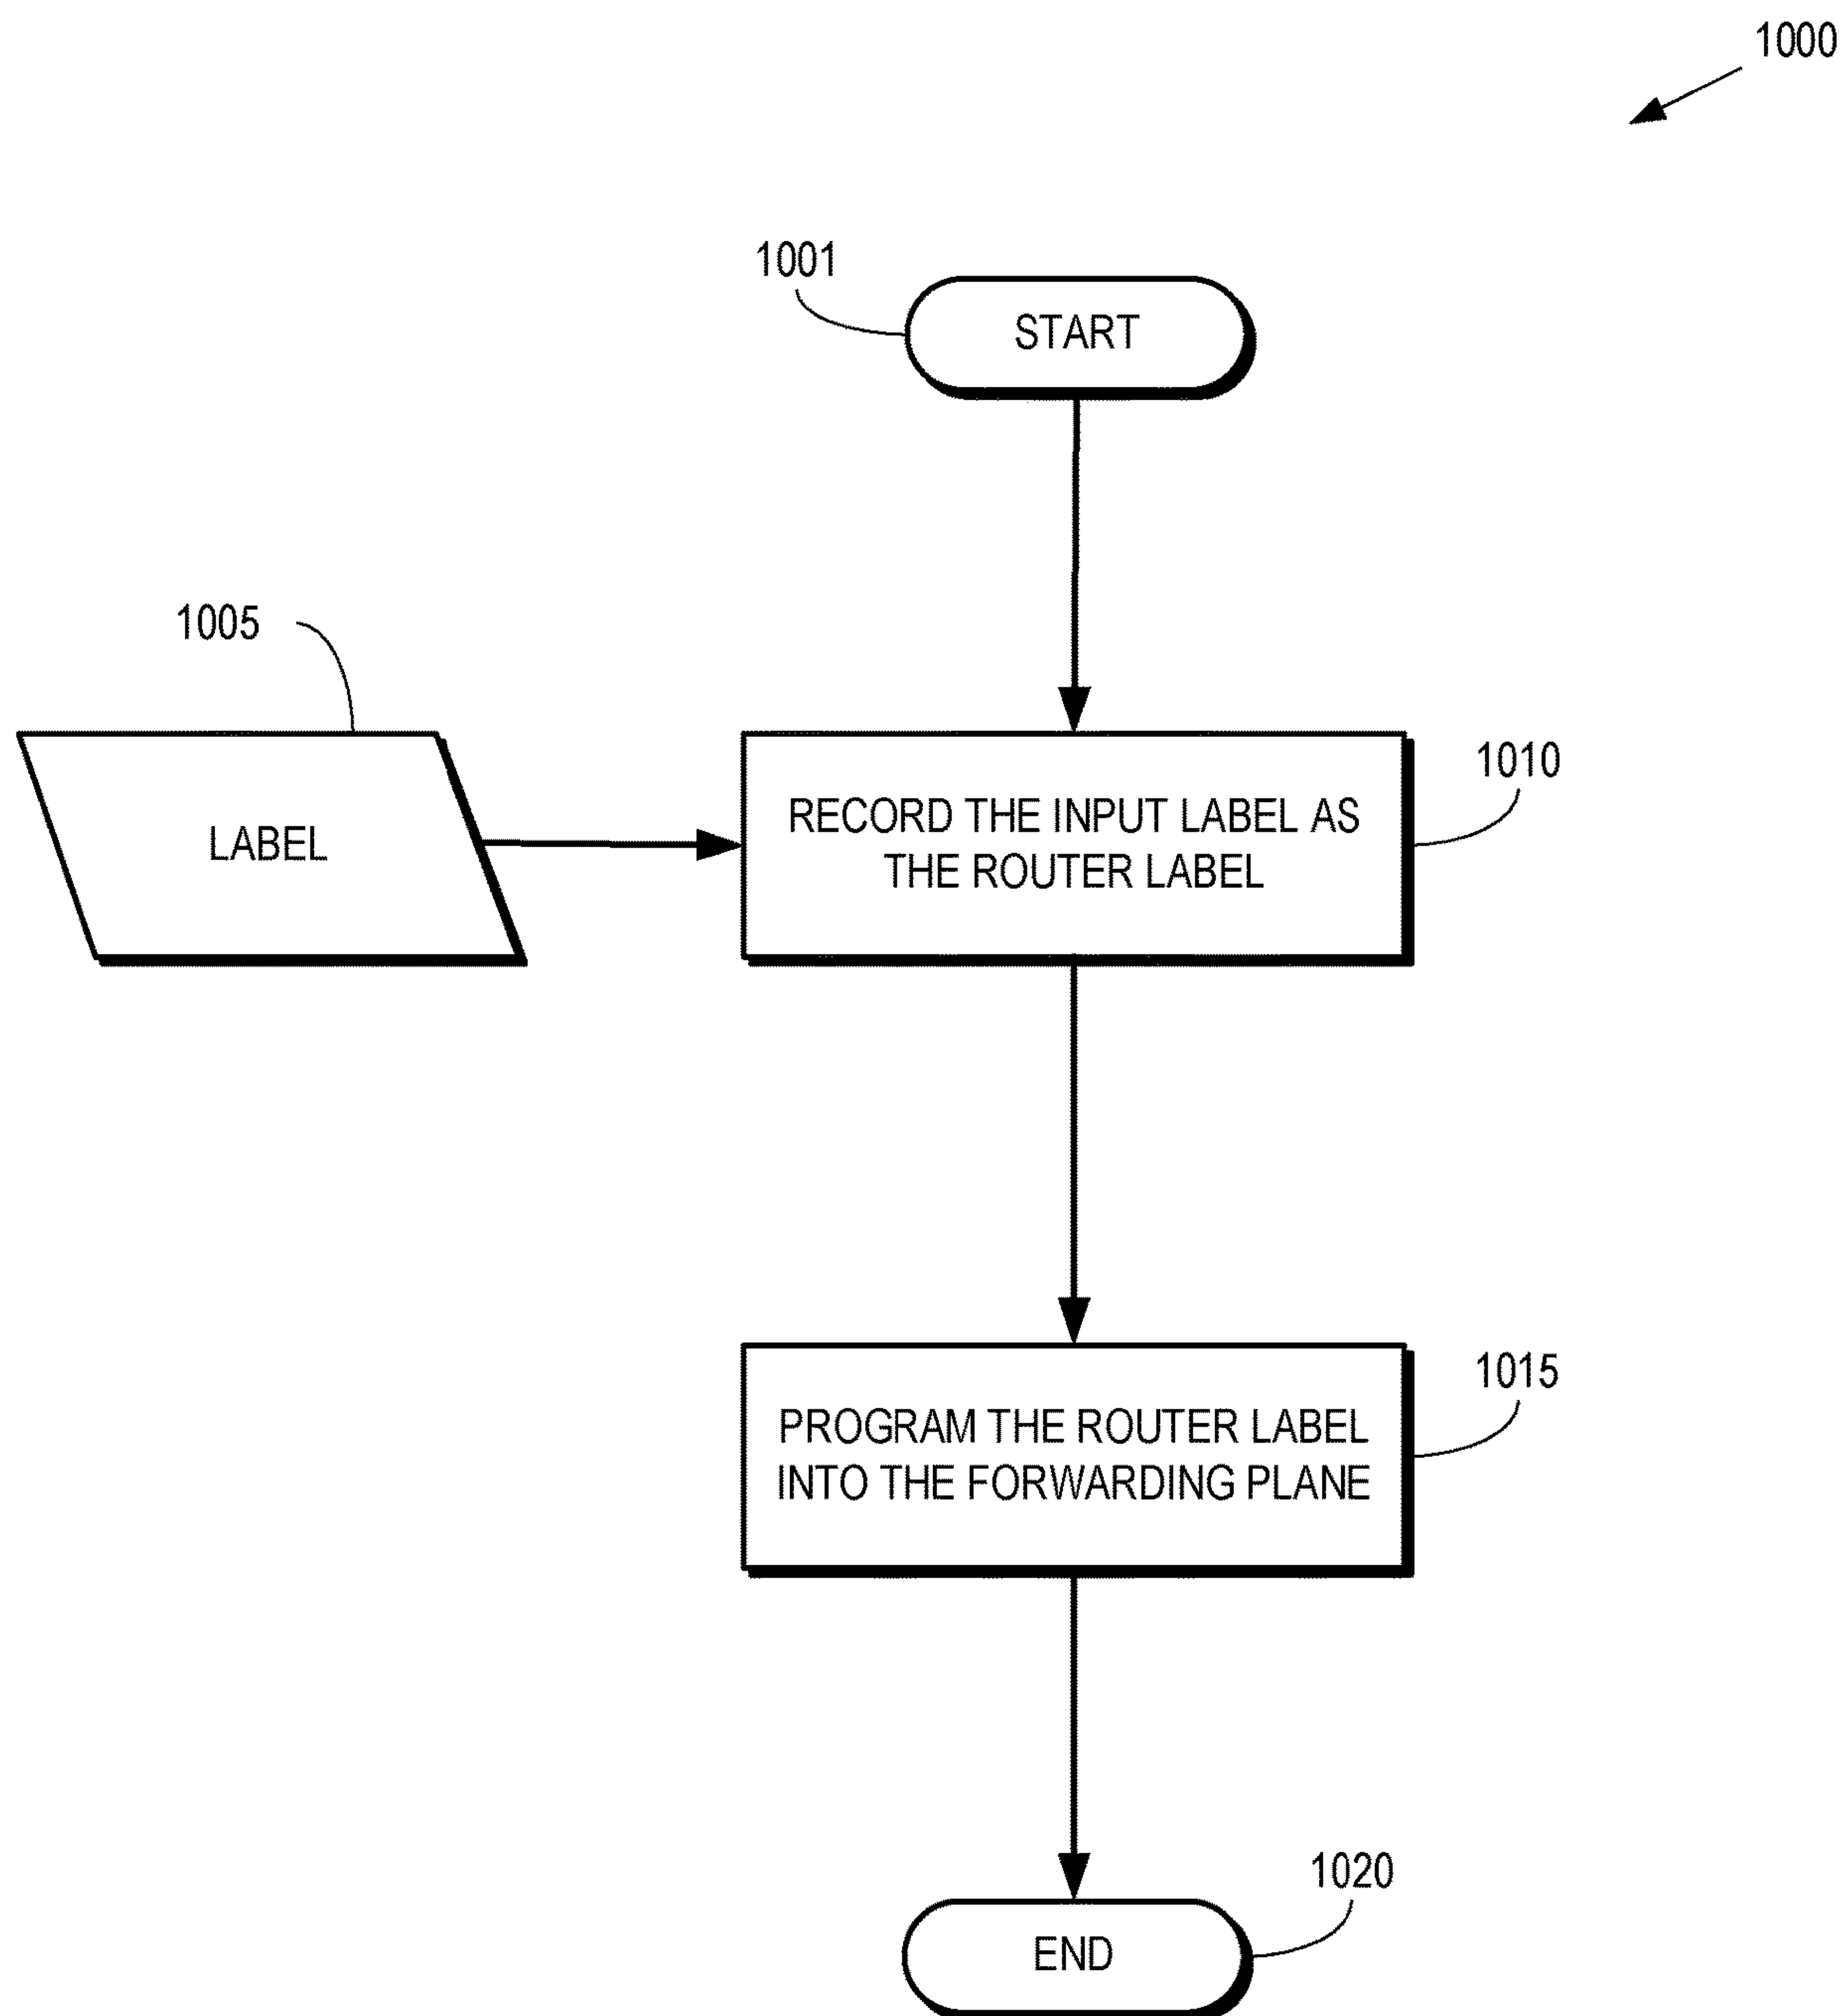 1000
1001
START
1005
LABEL
RECORD THE INPUT LABEL AS
THE ROUTER LABEL
1010
PROGRAM THE ROUTER LABEL
INTO THE FORWARDING PLANE
1015
1020
END